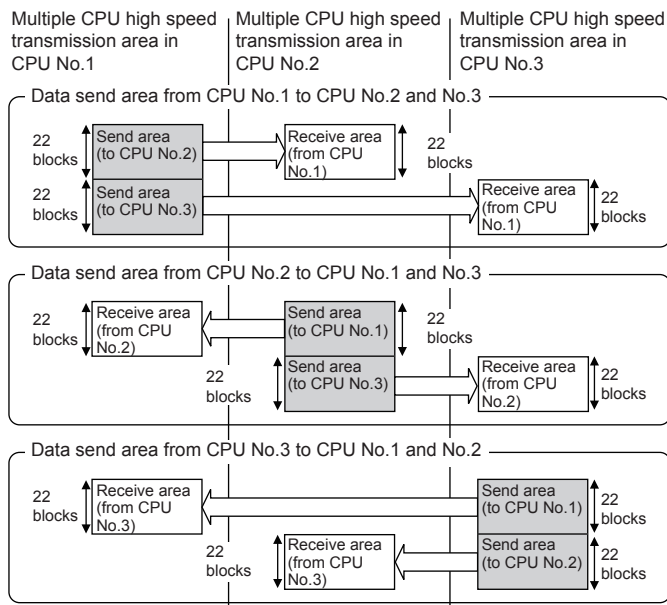 Multiple CPU high speed
transmission area in
CPU No.1
Multiple CPU high speed
transmission area in
CPU No.2
Multiple CPU high speed
transmission area in
CPU No.3
Data send area from CPU No.1 to CPU No.2 and No.3
22
blocks
Send area
(to CPU No.2)
Receive area
(from CPU
No.1)
22
blocks
22
blocks
Send area
(to CPU No.3)
Receive area
(from CPU
No.1)
22
blocks
Data send area from CPU No.2 to CPU No.1 and No.3
22
blocks
Receive area
(from CPU
No.2)
Send area
(to CPU No.1)
22
blocks
22
blocks
Send area
(to CPU No.3)
Receive area
(from CPU
No.2)
22
blocks
Data send area from CPU No.3 to CPU No.1 and No.2
22
blocks
Receive area
(from CPU
No.3)
Send area
(to CPU No.1)
22
blocks
22
blocks
Receive area
(from CPU
No.3)
Send area
(to CPU No.2)
22
blocks